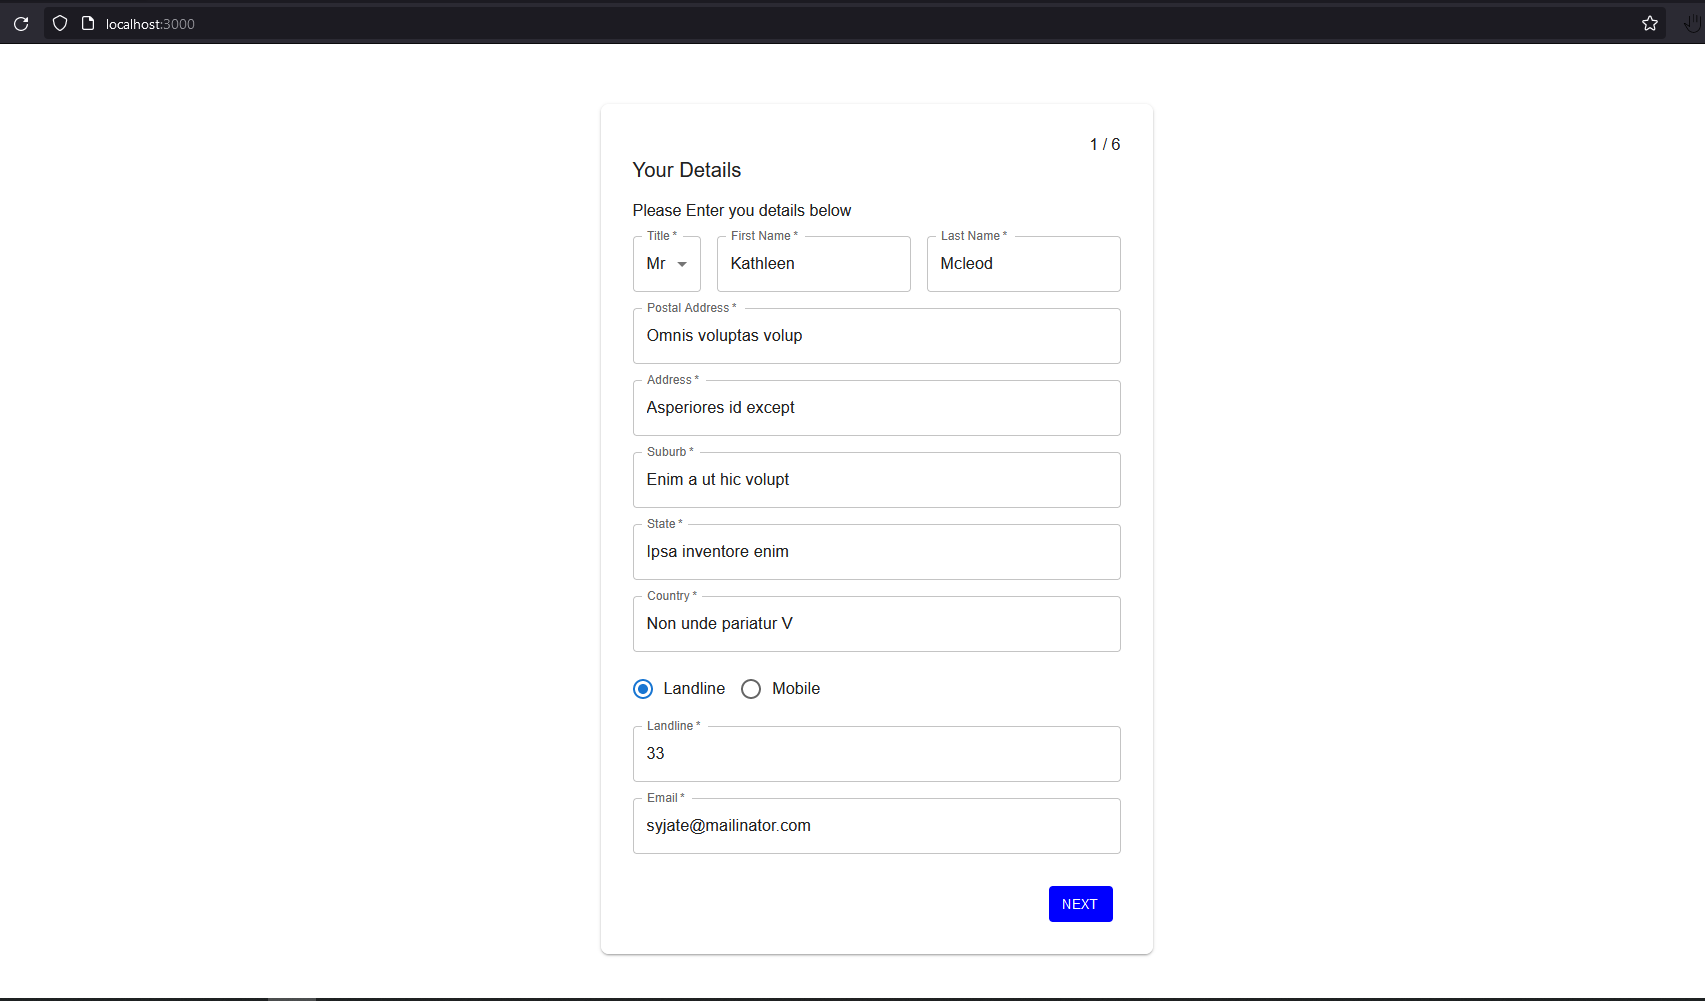 localhost:3000
1 / 6
Your Details
Please Enter you details below
Title * First Name * Last Name *
Mr Kathleen Mcleod
Postal Address *
Omnis voluptas volup
Address *
Asperiores id except
Suburb *
Enim a ut hic volupt
State *
Ipsa inventore enim
Country *
Non unde pariatur V
Landline Mobile
Landline *
33
Email *
syjate@mailinator.com
NEXT